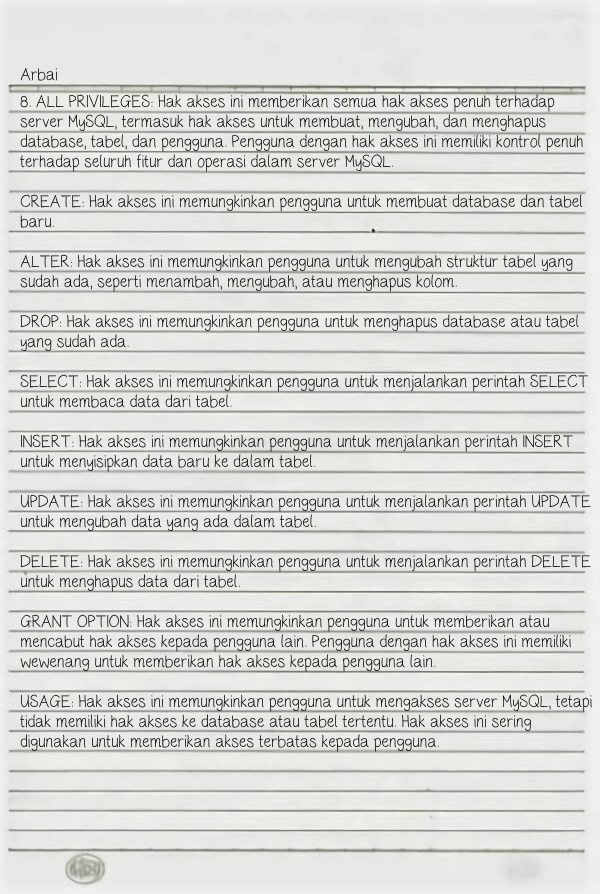 Arbai
8. ALL PRIVILEGES: Hak akses ini memberikan semua hak akses penuh terhadap
server MySQL, termasuk hak akses untuk membuat, mengubah, dan menghapus
database, tabel, dan pengguna. Pengguna dengan hak akses ini memiliki kontrol penuh
terhadap seluruh fitur dan operasi dalam server MySQL.
CREATE: Hak akses ini memungkinkan pengguna untuk membuat database dan tabel
baru.
ALTER: Hak akses ini memungkinkan pengguna untuk mengubah struktur tabel yang
sudah ada, seperti menambah, mengubah, atau menghapus kolom.
DROP: Hak akses ini memungkinkan pengguna untuk menghapus database atau tabel
yang sudah ada.
SELECT: Hak akses ini memungkinkan pengguna untuk menjalankan perintah SELECT
untuk membaca data dari tabel.
INSERT: Hak akses ini memungkinkan pengguna untuk menjalankan perintah INSERT
untuk menyisipkan data baru ke dalam tabel.
UPDATE: Hak akses ini memungkinkan pengguna untuk menjalankan perintah UPDATE
untuk mengubah data yang ada dalam tabel.
DELETE: Hak akses ini memungkinkan pengguna untuk menjalankan perintah DELETE
untuk menghapus data dari tabel.
GRANT OPTION: Hak akses ini memungkinkan pengguna untuk memberikan atau
mencabut hak akses kepada pengguna lain. Pengguna dengan hak akses ini memiliki
wewenang untuk memberikan hak akses kepada pengguna lain.
USAGE: Hak akses ini memungkinkan pengguna untuk mengakses server MySQL, tetapi
tidak memiliki hak akses ke database atau tabel tertentu. Hak akses ini sering
digunakan untuk memberikan akses terbatas kepada pengguna.